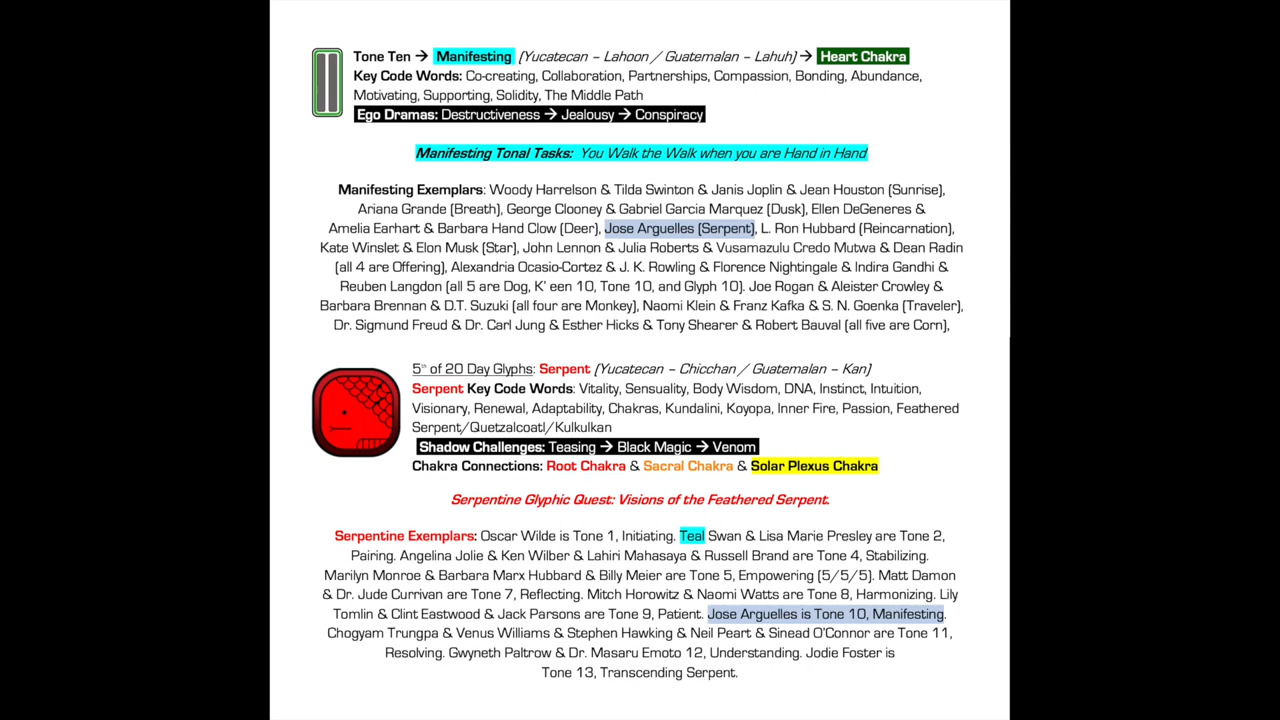 Tone Ten → Manifesting (Yucatecan – Lahoon / Guatemalan – Lahuh) → Heart Chakra
Key Code Words: Co-creating, Collaboration, Partnerships, Compassion, Bonding, Abundance,
Motivating, Supporting, Solidity, The Middle Path
Ego Dramas: Destructiveness → Jealousy → Conspiracy
Manifesting Tonal Tasks: You Walk the Walk when you are Hand in Hand
Manifesting Exemplars: Woody Harrelson & Tilda Swinton & Janis Joplin & Jean Houston (Sunrise),
Ariana Grande (Breath), George Clooney & Gabriel Garcia Marquez (Dusk), Ellen DeGeneres &
Amelia Earhart & Barbara Hand Clow (Deer), Jose Arguelles (Serpent), L. Ron Hubbard (Reincarnation),
Kate Winslet & Elon Musk (Star), John Lennon & Julia Roberts & Vusamazulu Credo Mutwa & Dean Radin
(all 4 are Offering), Alexandria Ocasio-Cortez & J. K. Rowling & Florence Nightingale & Indira Gandhi &
Reuben Langdon (all 5 are Dog, K' een 10, Tone 10, and Glyph 10). Joe Rogan & Aleister Crowley &
Barbara Brennan & D.T. Suzuki (all four are Monkey), Naomi Klein & Franz Kafka & S. N. Goenka (Traveler),
Dr. Sigmund Freud & Dr. Carl Jung & Esther Hicks & Tony Shearer & Robert Bauval (all five are Corn),
5th of 20 Day Glyphs: Serpent (Yucatecan – Chicchan / Guatemalan – Kan)
Serpent Key Code Words: Vitality, Sensuality, Body Wisdom, DNA, Instinct, Intuition,
Visionary, Renewal, Adaptability, Chakras, Kundalini, Koyopa, Inner Fire, Passion, Feathered
Serpent/Quetzalcoatl/Kulkulkan
Shadow Challenges: Teasing → Black Magic → Venom
Chakra Connections: Root Chakra & Sacral Chakra & Solar Plexus Chakra
Serpentine Glyphic Quest: Visions of the Feathered Serpent.
Serpentine Exemplars: Oscar Wilde is Tone 1, Initiating. Teal Swan & Lisa Marie Presley are Tone 2,
Pairing. Angelina Jolie & Ken Wilber & Lahiri Mahasaya & Russell Brand are Tone 4, Stabilizing.
Marilyn Monroe & Barbara Marx Hubbard & Billy Meier are Tone 5, Empowering (5/5/5). Matt Damon
& Dr. Jude Currivan are Tone 7, Reflecting. Mitch Horowitz & Naomi Watts are Tone 8, Harmonizing. Lily
Tomlin & Clint Eastwood & Jack Parsons are Tone 9, Patient. Jose Arguelles is Tone 10, Manifesting.
Chogyam Trungpa & Venus Williams & Stephen Hawking & Neil Peart & Sinead O'Connor are Tone 11,
Resolving. Gwyneth Paltrow & Dr. Masaru Emoto 12, Understanding. Jodie Foster is
Tone 13, Transcending Serpent.